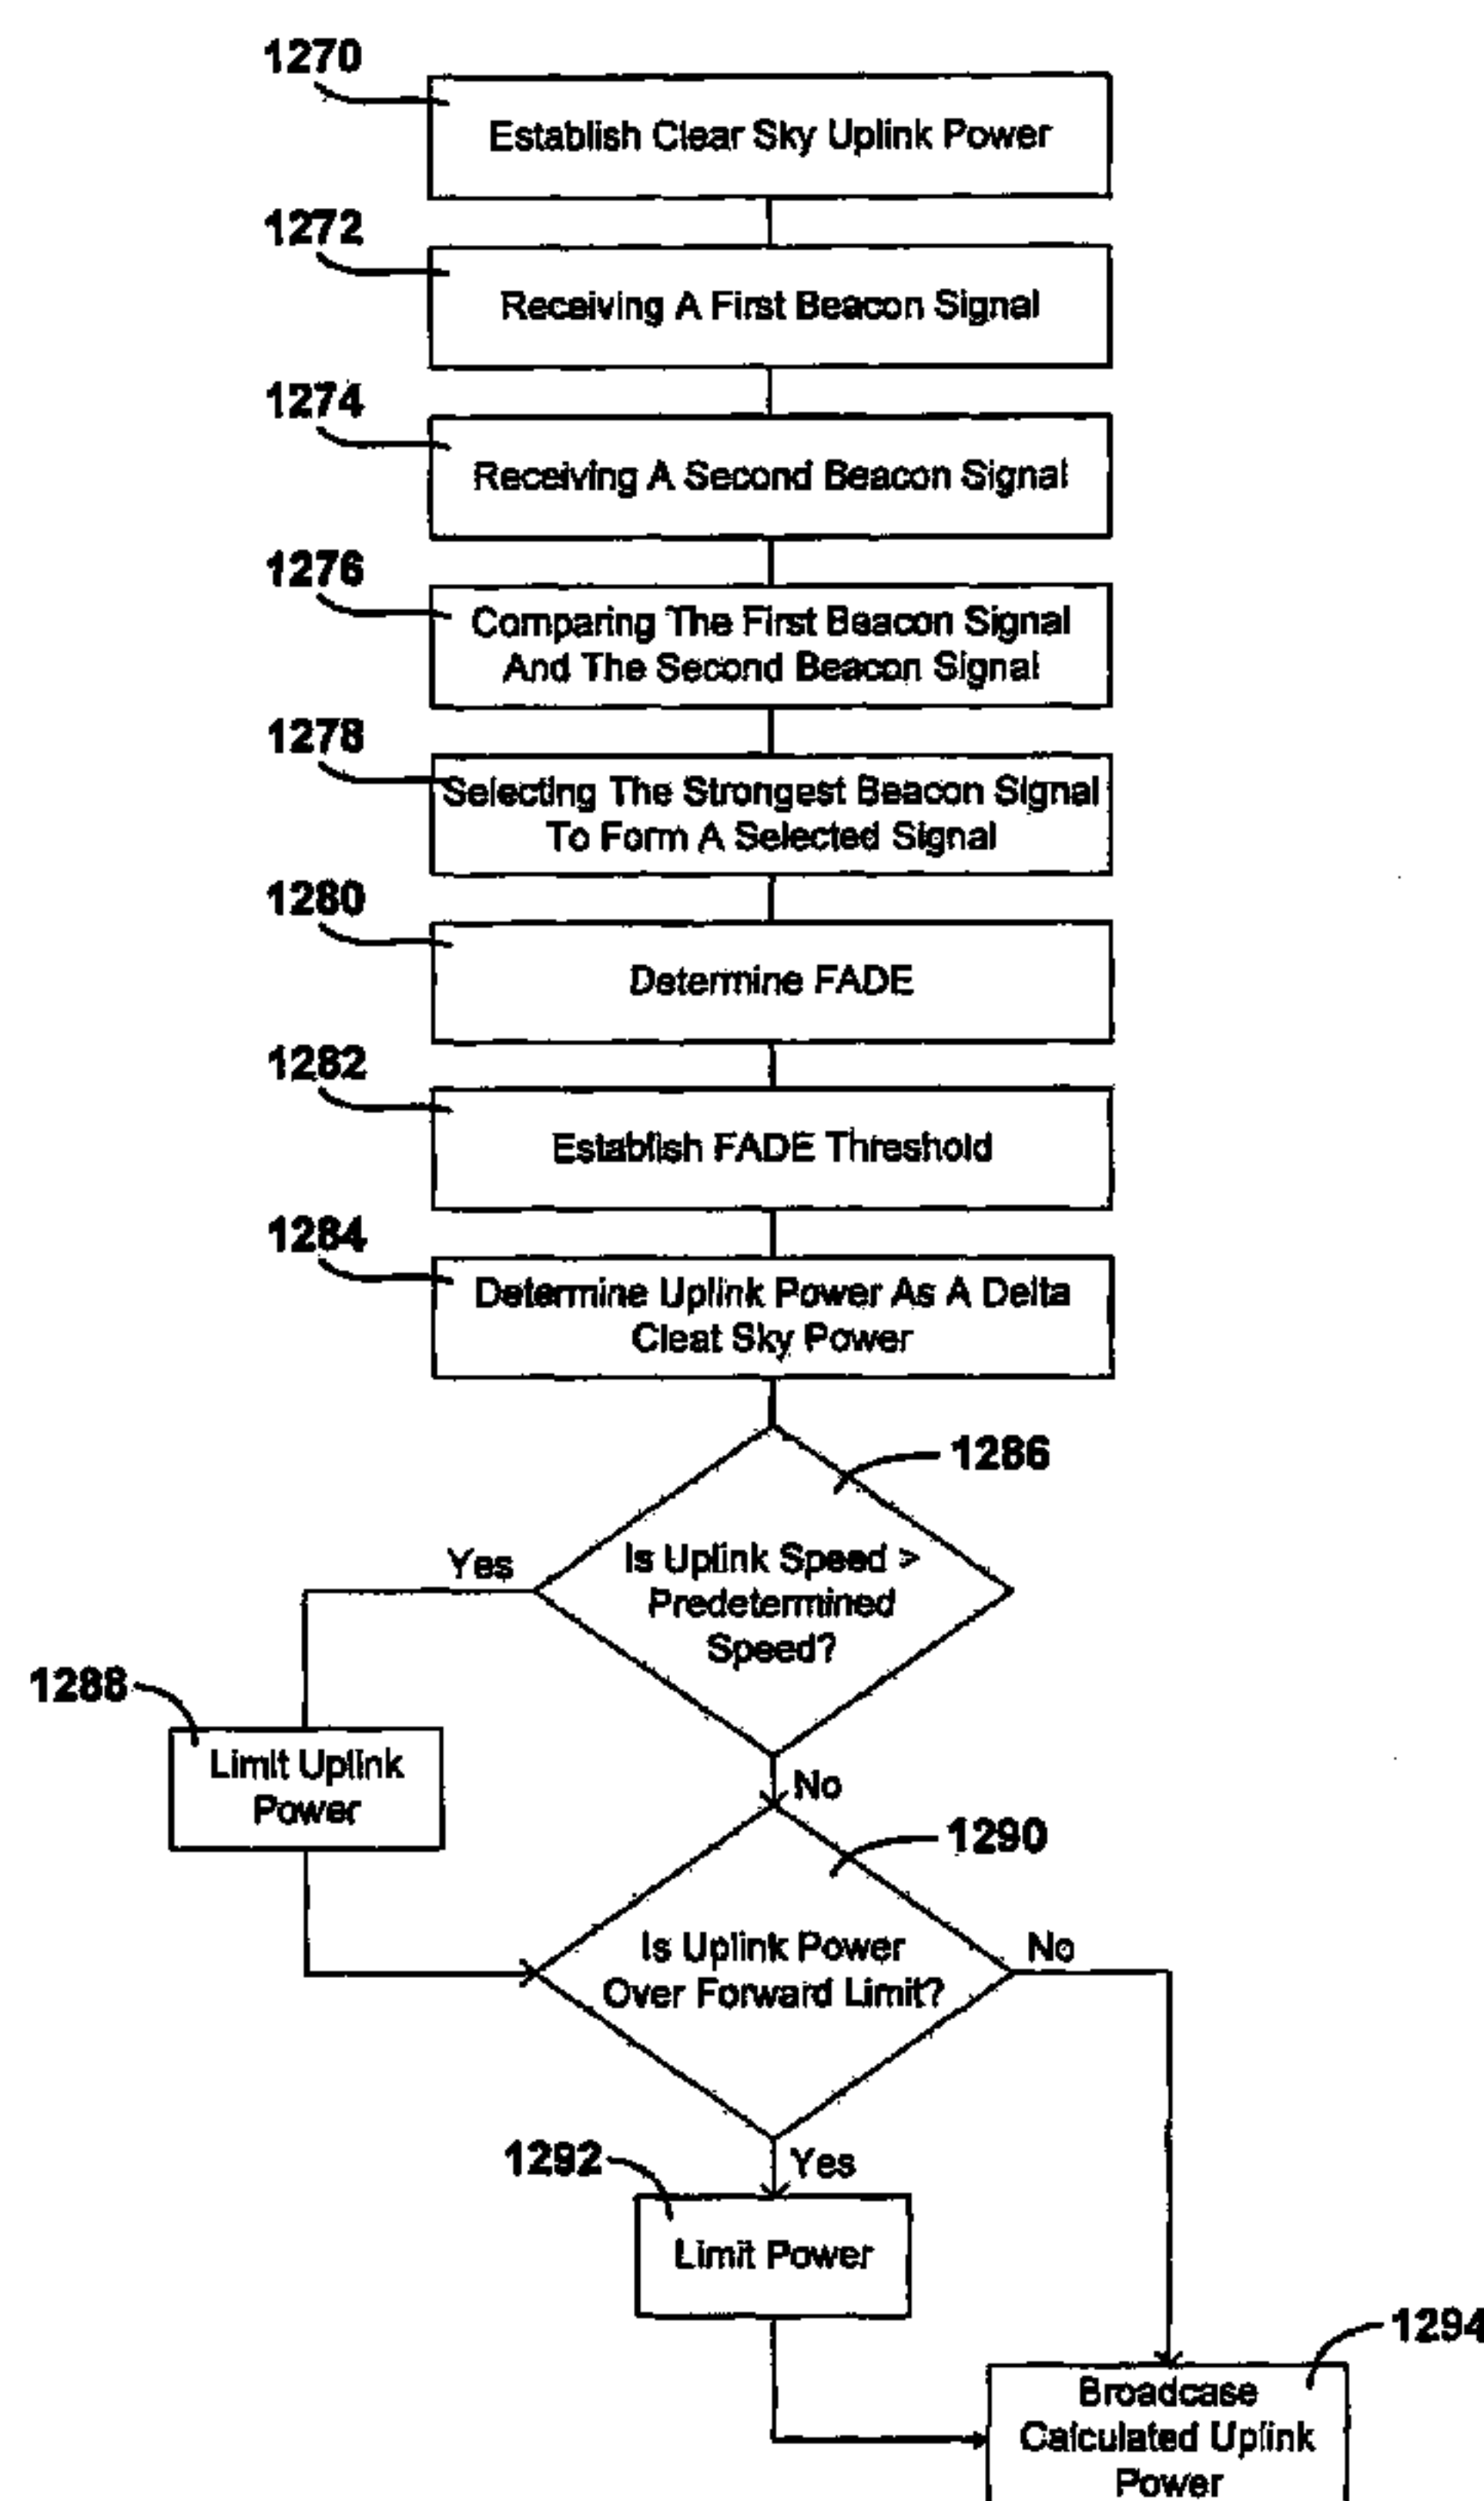 1270
Establish Clear Sky Uplink Power
1272
Receiving A First Beacon Signal
1274
Receiving A Second Beacon Signal
1276
Comparing The First Beacon Signal
And The Second Beacon Signal
1278
Selecting The Strongest Beacon Signal
To Form A Selected Signal
1280
Determine FADE
1282
Establish FADE Threshold
1284
Determine Uplink Power As A Delta
Cleat Sky Power
1286
Is Uplink Speed >
Predetermined
Speed?
Yes
No
1288
Limit Uplink
Power
1290
Is Uplink Power
Over Forward Limit?
No
Yes
1292
Limit Power
1294
Broadcase
Calculated Uplink
Power